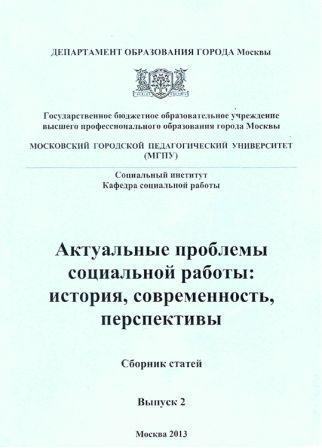 ДЕПАРТАМЕНТ ОБРАЗОВАНИЯ ГОРОДА Москвы
Государственное бюджетное образовательное учреждение
высшего профессионального образования города Москвы
МОСКОВСКИЙ ГОРОДСКОЙ ПЕДАГОГИЧЕСКИЙ УНИВЕРСИТЕТ
(МГПУ)
Социальный институт
Кафедра социальной работы
Актуальные проблемы
социальной работы:
история, современность,
перспективы
Сборник статей
Выпуск 2
Москва 2013